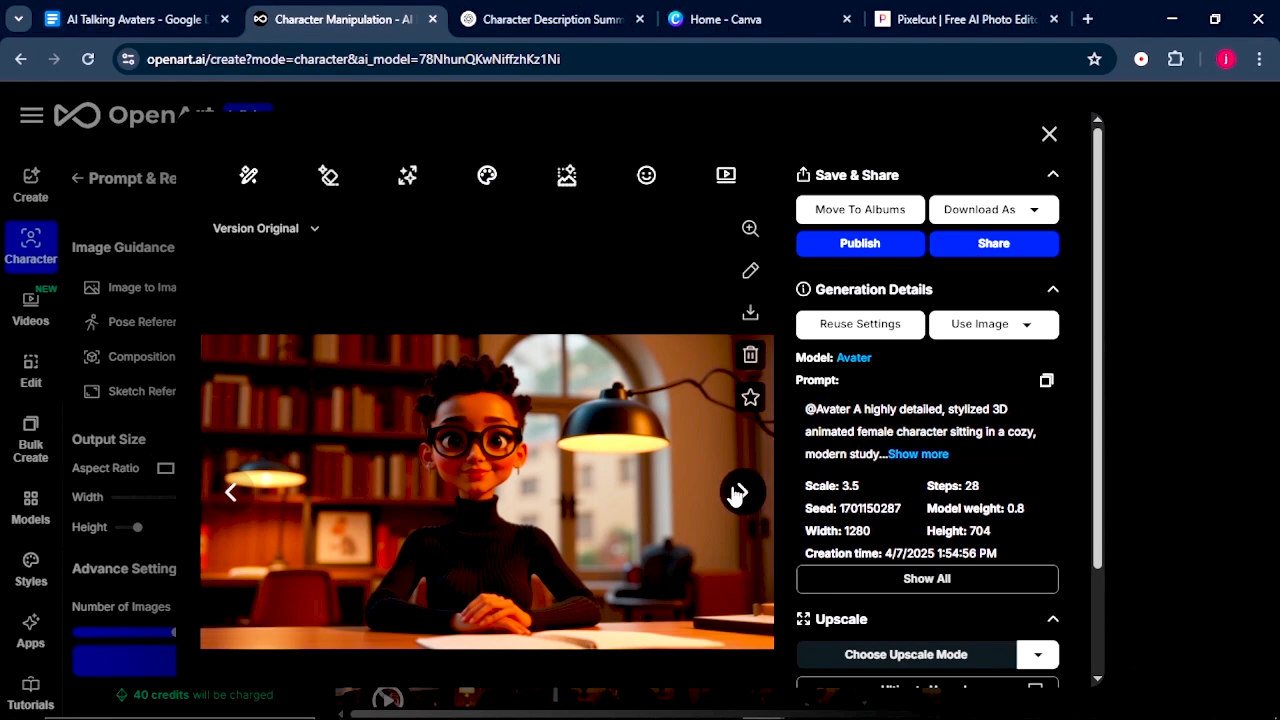 AI Talking Avaters - Google D
Character Manipulation - AI
Character Description Summ
Home - Canva
Pixelcut | Free AI Photo Edito
openart.ai/create?mode=character&ai_model=78NhunQKwNiffzhKz1Ni
j
OpenArt
Create
Character
NEW
Videos
Edit
Bulk
Create
Models
Styles
Apps
Tutorials
Prompt & Re
Image Guidance
Image to Ima
Pose Referen
Composition
Sketch Refer
Output Size
Aspect Ratio
Width
Height
Advance Setting
Number of Images
40 credits will be charged
Version Original
Save & Share
Move To Albums
Download As
Publish
Share
Generation Details
Reuse Settings
Use Image
Model: Avater
Prompt:
@Avater A highly detailed, stylized 3D
animated female character sitting in a cozy,
modern study...Show more
Scale: 3.5 Steps: 28
Seed: 1701150287 Model weight: 0.8
Width: 1280 Height: 704
Creation time: 4/7/2025 1:54:56 PM
Show All
Upscale
Choose Upscale Mode